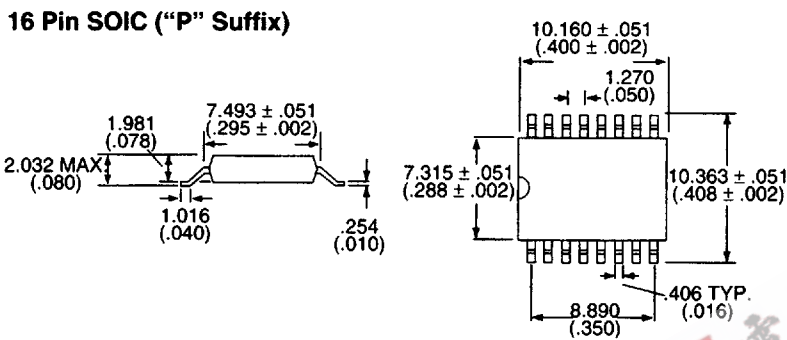 16 Pin SOIC (“P” Suffix)
1.981
(.078)
7.493 ± .051
(.295 ± .002)
2.032 MAX
(.080)
1.016
(.040)
.254
(.010)
10.160 ± .051
(.400 ± .002)
1.270
(.050)
7.315 ± .051
(.288 ± .002)
10.363 ± .051
(.408 ± .002)
.406 TYP.
(.016)
8.890
(.350)